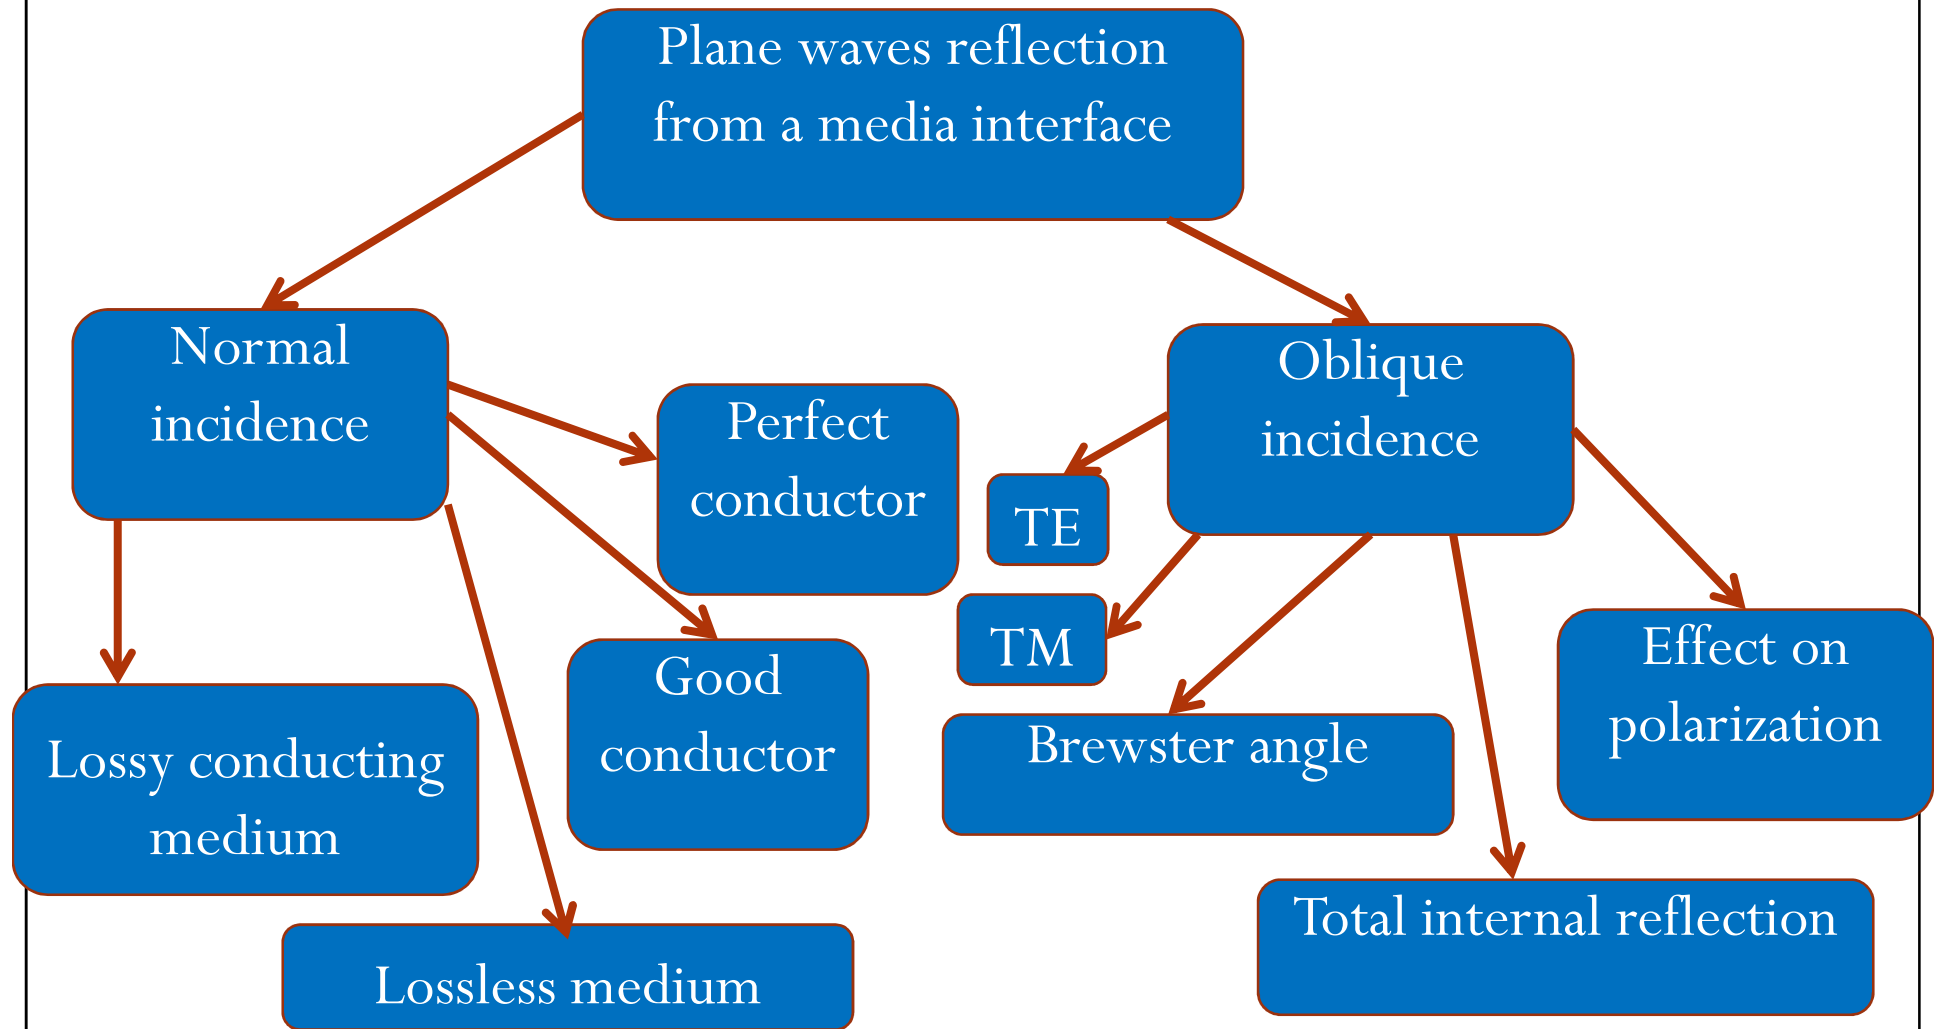 Plane waves reflection
from a media interface
Normal
incidence
Oblique
incidence
Perfect
conductor
TE
TM
Good
conductor
Effect on
polarization
Lossy conducting
medium
Brewster angle
Total internal reflection
Lossless medium